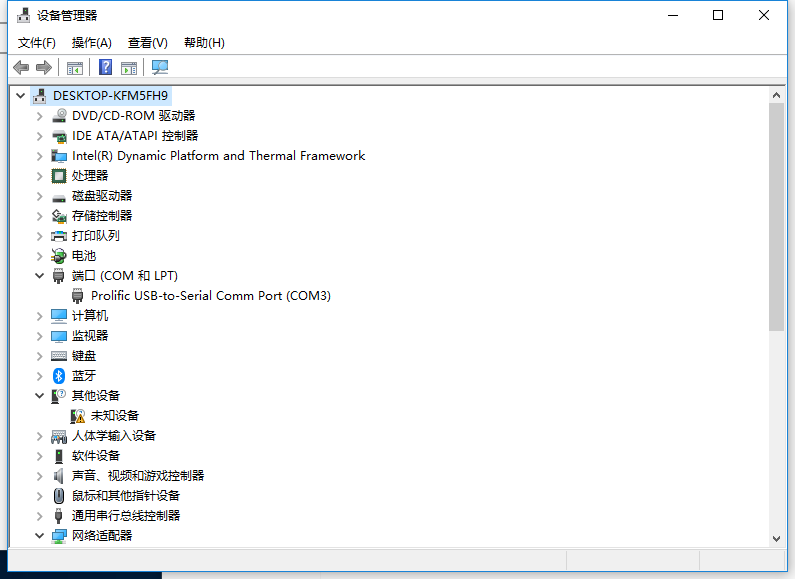 设备管理器
文件(F) 操作(A) 查看(V) 帮助(H)
DESKTOP-KFM5FH9
DVD/CD-ROM 驱动器
IDE ATA/ATAPI 控制器
Intel(R) Dynamic Platform and Thermal Framework
处理器
磁盘驱动器
存储控制器
打印队列
电池
端口 (COM 和 LPT)
Prolific USB-to-Serial Comm Port (COM3)
计算机
监视器
键盘
蓝牙
其他设备
未知设备
人体学输入设备
软件设备
声音、视频和游戏控制器
鼠标和其他指针设备
通用串行总线控制器
网络适配器